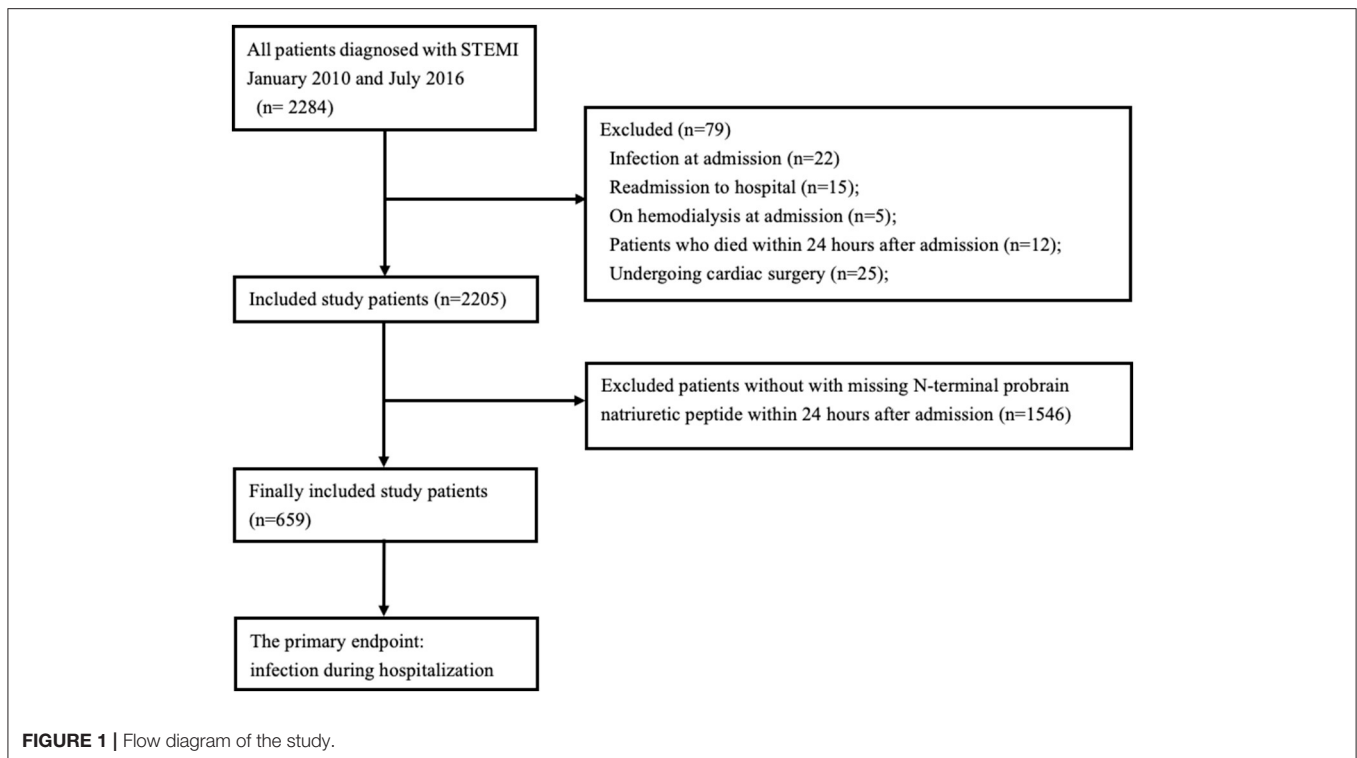 All patients diagnosed with STEMI
January 2010 and July 2016
(n= 2284)
Excluded (n=79)
Infection at admission (n=22)
Readmission to hospital (n=15);
On hemodialysis at admission (n=5);
Patients who died within 24 hours after admission (n=12);
Undergoing cardiac surgery (n=25);
Included study patients (n=2205)
Excluded patients without with missing N-terminal probrain
natriuretic peptide within 24 hours after admission (n=1546)
Finally included study patients
(n=659)
The primary endpoint:
infection during hospitalization
FIGURE 1 | Flow diagram of the study.